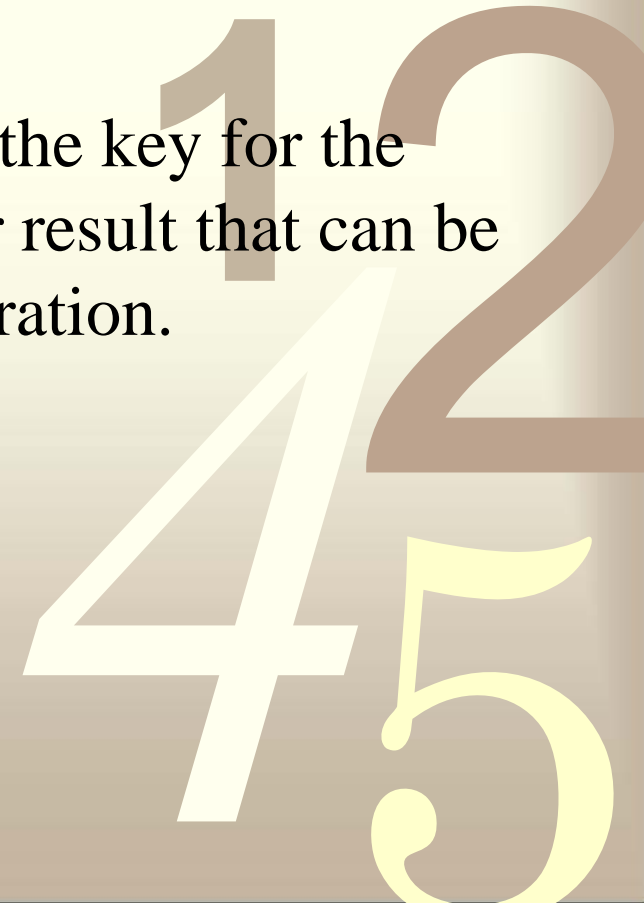 the key for the
result that can be
ration.
1 2
4
5